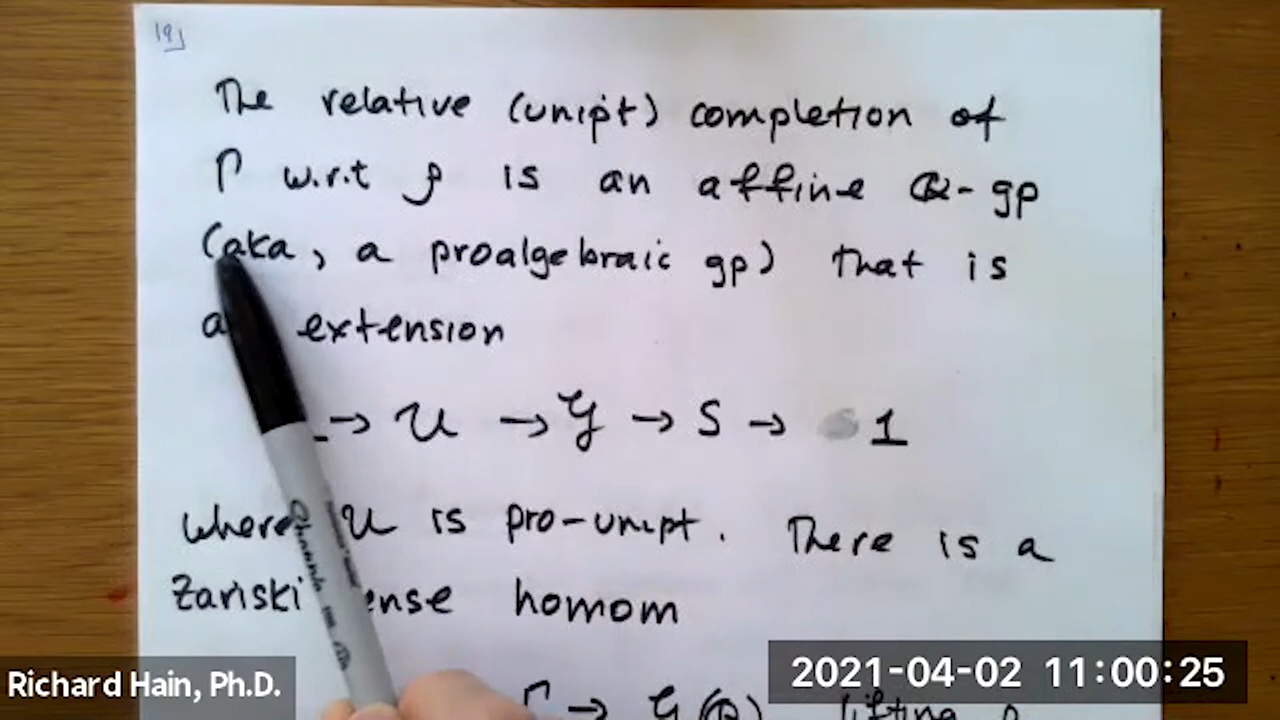 19
The relative (unipt) completion of
Γ w.r.t ρ is an affine Q-gp
(aka, a proalgebraic gp) that is
extension
→ U → G → S → 1
where U is pro-unipt. There is a
Zariski homom
Γ → G(Q) lifting ρ
Richard Hain, Ph.D.
2021-04-02 11:00:25